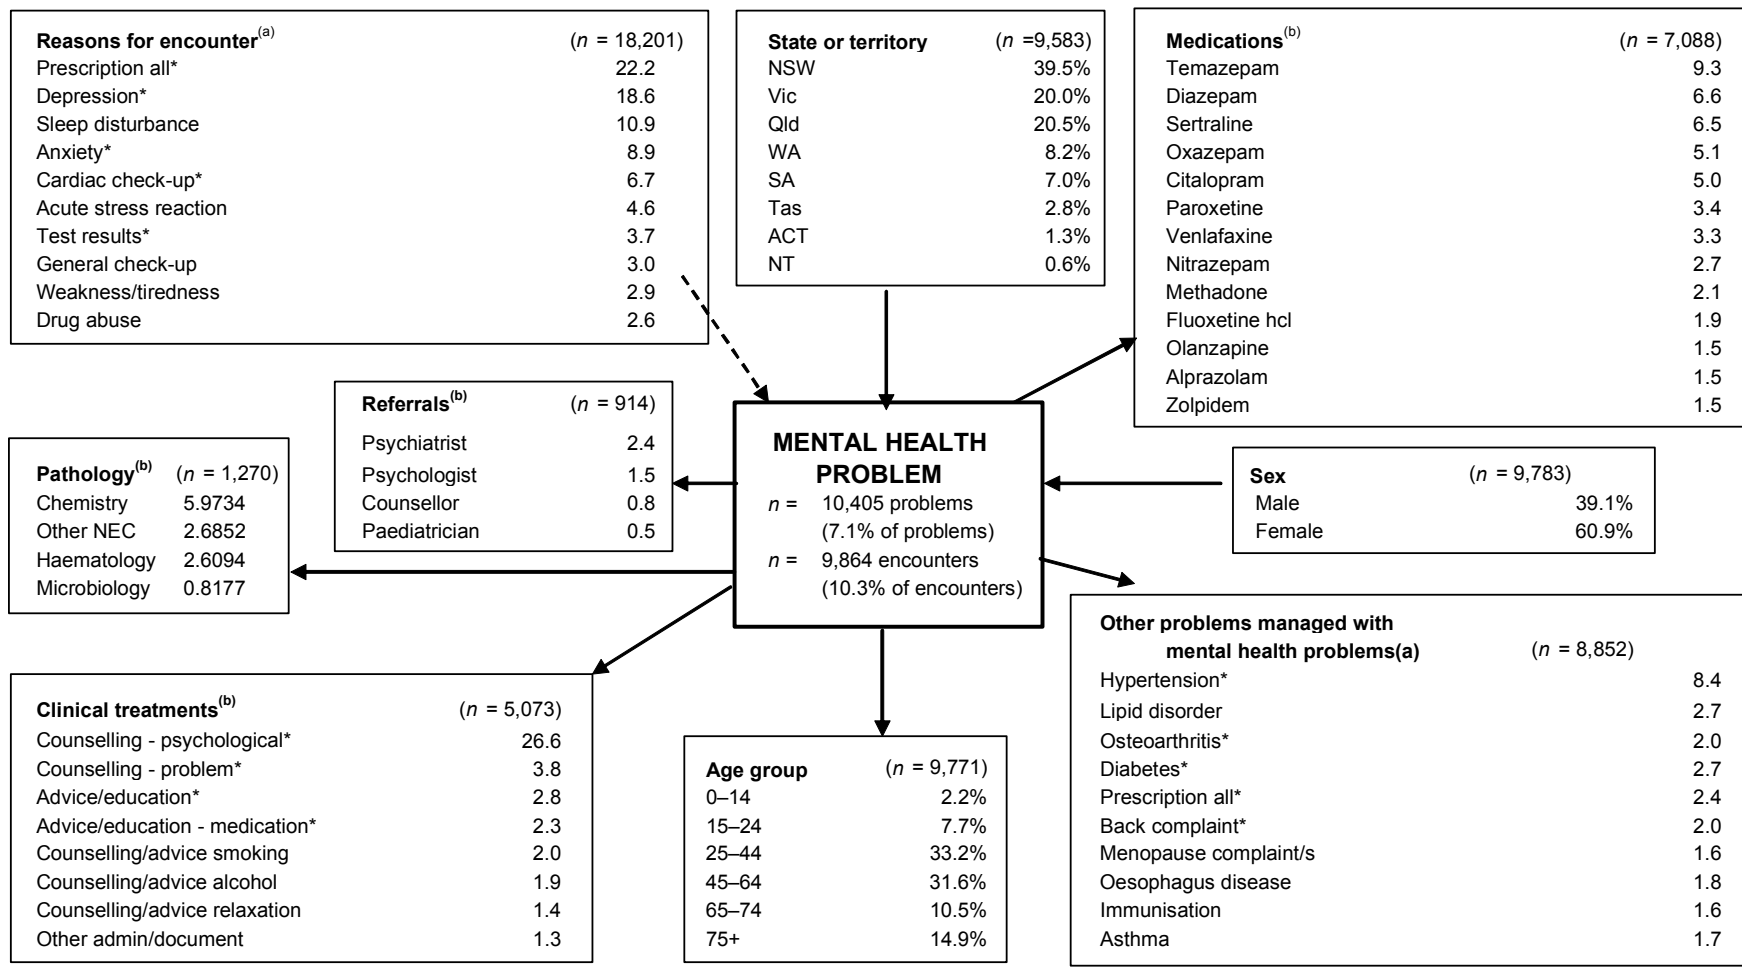 Reasons for encounter(a) (n = 18,201)
Prescription all* 22.2
Depression* 18.6
Sleep disturbance 10.9
Anxiety* 8.9
Cardiac check-up* 6.7
Acute stress reaction 4.6
Test results* 3.7
General check-up 3.0
Weakness/tiredness 2.9
Drug abuse 2.6
State or territory (n =9,583)
NSW 39.5%
Vic 20.0%
Qld 20.5%
WA 8.2%
SA 7.0%
Tas 2.8%
ACT 1.3%
NT 0.6%
Medications(b) (n = 7,088)
Temazepam 9.3
Diazepam 6.6
Sertraline 6.5
Oxazepam 5.1
Citalopram 5.0
Paroxetine 3.4
Venlafaxine 3.3
Nitrazepam 2.7
Methadone 2.1
Fluoxetine hcl 1.9
Olanzapine 1.5
Alprazolam 1.5
Zolpidem 1.5
Referrals(b) (n = 914)
Psychiatrist 2.4
Psychologist 1.5
Counsellor 0.8
Paediatrician 0.5
Pathology(b) (n = 1,270)
Chemistry 5.9734
Other NEC 2.6852
Haematology 2.6094
Microbiology 0.8177
MENTAL HEALTH
PROBLEM
n = 10,405 problems
(7.1% of problems)
n = 9,864 encounters
(10.3% of encounters)
Sex (n = 9,783)
Male 39.1%
Female 60.9%
Clinical treatments(b) (n = 5,073)
Counselling - psychological* 26.6
Counselling - problem* 3.8
Advice/education* 2.8
Advice/education - medication* 2.3
Counselling/advice smoking 2.0
Counselling/advice alcohol 1.9
Counselling/advice relaxation 1.4
Other admin/document 1.3
Age group (n = 9,771)
0–14 2.2%
15–24 7.7%
25–44 33.2%
45–64 31.6%
65–74 10.5%
75+ 14.9%
Other problems managed with
mental health problems(a) (n = 8,852)
Hypertension* 8.4
Lipid disorder 2.7
Osteoarthritis* 2.0
Diabetes* 2.7
Prescription all* 2.4
Back complaint* 2.0
Menopause complaint/s 1.6
Oesophagus disease 1.8
Immunisation 1.6
Asthma 1.7